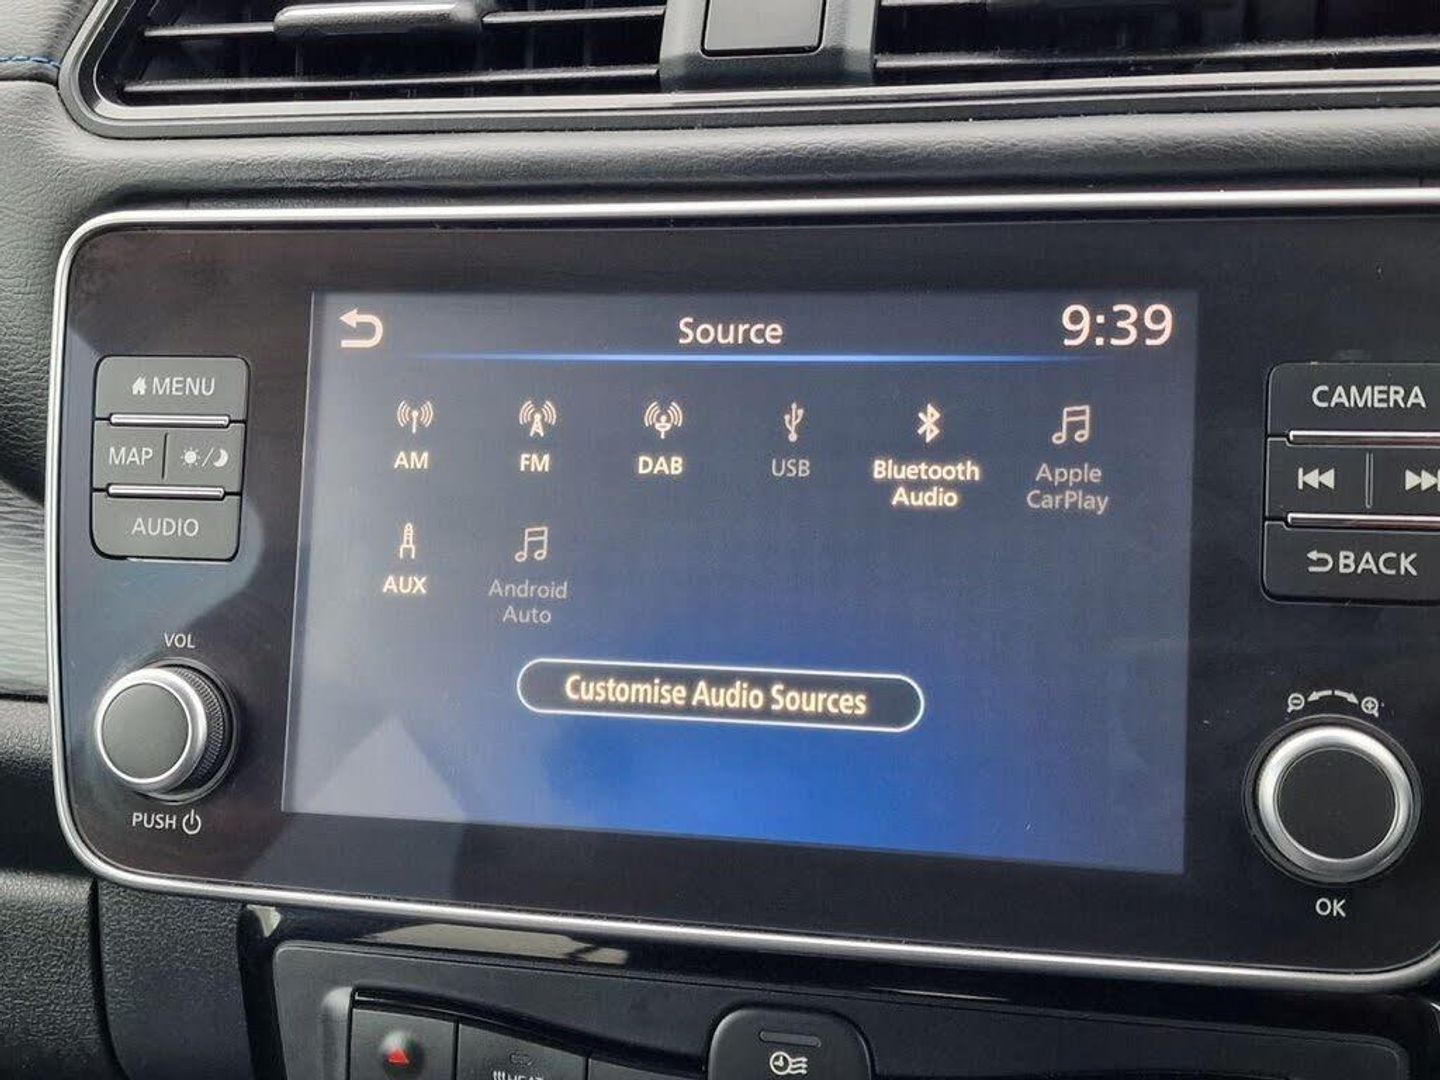 Source
9:39
MENU
MAP
AUDIO
AM
FM
DAB
USB
Bluetooth
Audio
Apple
CarPlay
AUX
Android
Auto
Customise Audio Sources
VOL
PUSH
CAMERA
BACK
OK
HEAT